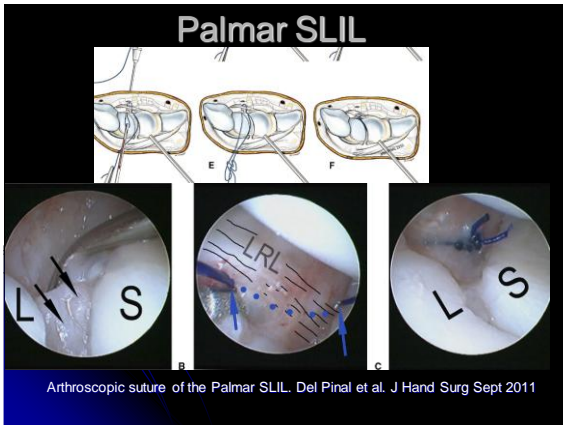 Palmar SLIL
E
F
L
S
LRL
L
S
B
C
Arthroscopic suture of the Palmar SLIL. Del Pinal et al. J Hand Surg Sept 2011